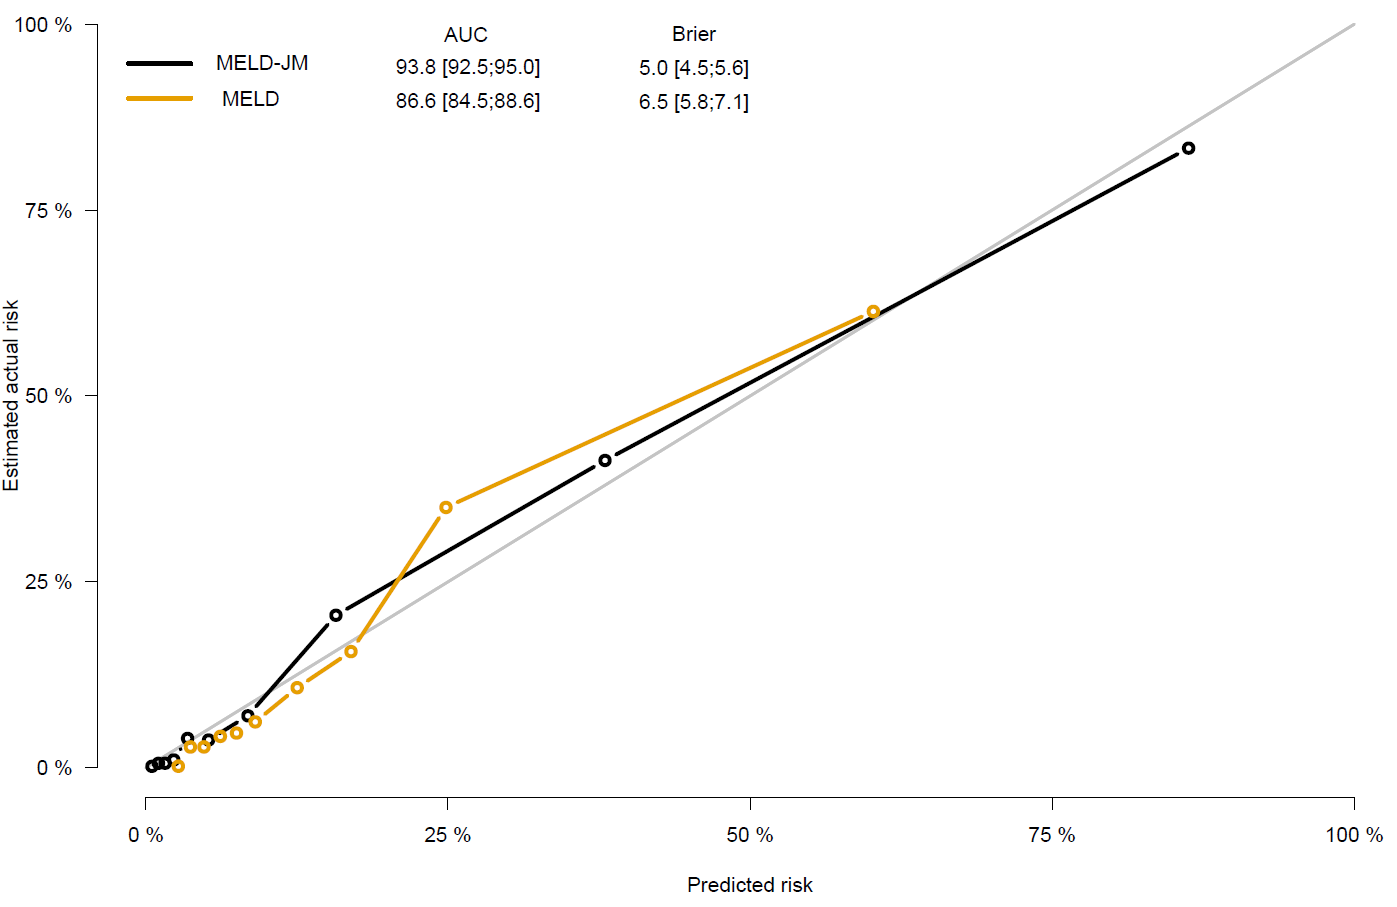 AUC Brier
MELD-JM 93.8 [92.5;95.0] 5.0 [4.5;5.6]
MELD 86.6 [84.5;88.6] 6.5 [5.8;7.1]
100 %
75 %
50 %
25 %
0 %
Estimated actual risk
0 % 25 % 50 % 75 % 100 %
Predicted risk